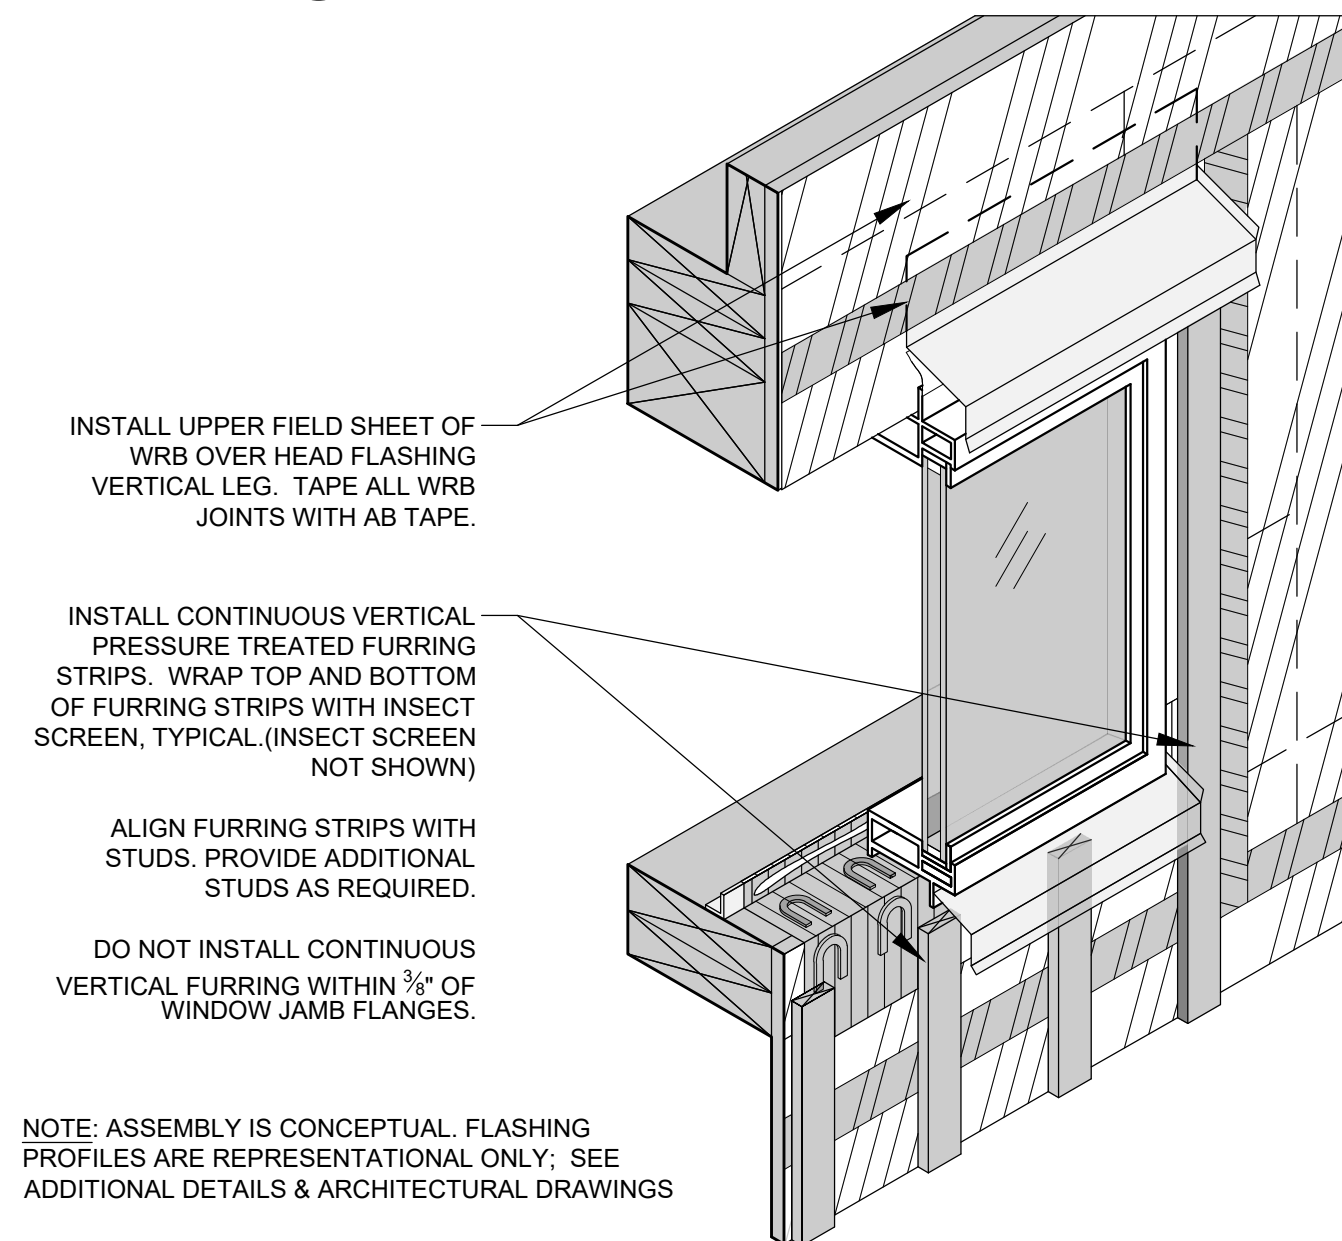 INSTALL UPPER FIELD SHEET OF
WRB OVER HEAD FLASHING
VERTICAL LEG. TAPE ALL WRB
JOINTS WITH AB TAPE.
INSTALL CONTINUOUS VERTICAL
PRESSURE TREATED FURRING
STRIPS. WRAP TOP AND BOTTOM
OF FURRING STRIPS WITH INSECT
SCREEN, TYPICAL.(INSECT SCREEN
NOT SHOWN)
ALIGN FURRING STRIPS WITH
STUDS. PROVIDE ADDITIONAL
STUDS AS REQUIRED.
DO NOT INSTALL CONTINUOUS
VERTICAL FURRING WITHIN ⅜" OF
WINDOW JAMB FLANGES.
NOTE: ASSEMBLY IS CONCEPTUAL. FLASHING
PROFILES ARE REPRESENTATIONAL ONLY; SEE
ADDITIONAL DETAILS & ARCHITECTURAL DRAWINGS